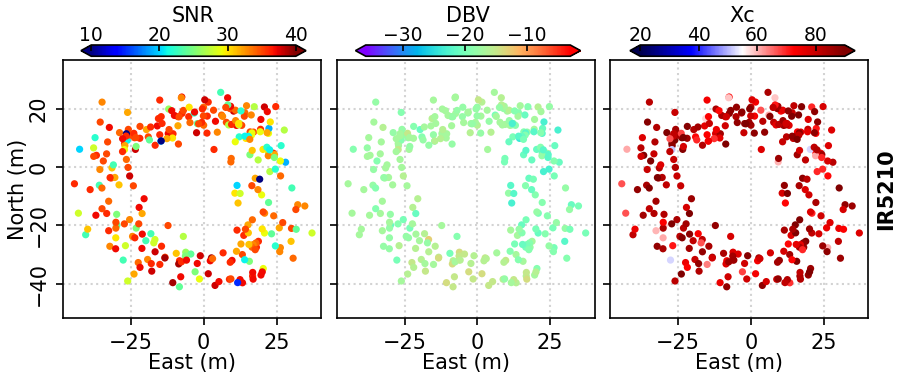 SNR DBV Xc
10 20 30 40 −30 −20 −10 20 40 60 80
20
0
−20
−40
North (m)
IR5210
−25 0 25 −25 0 25 −25 0 25
East (m) East (m) East (m)